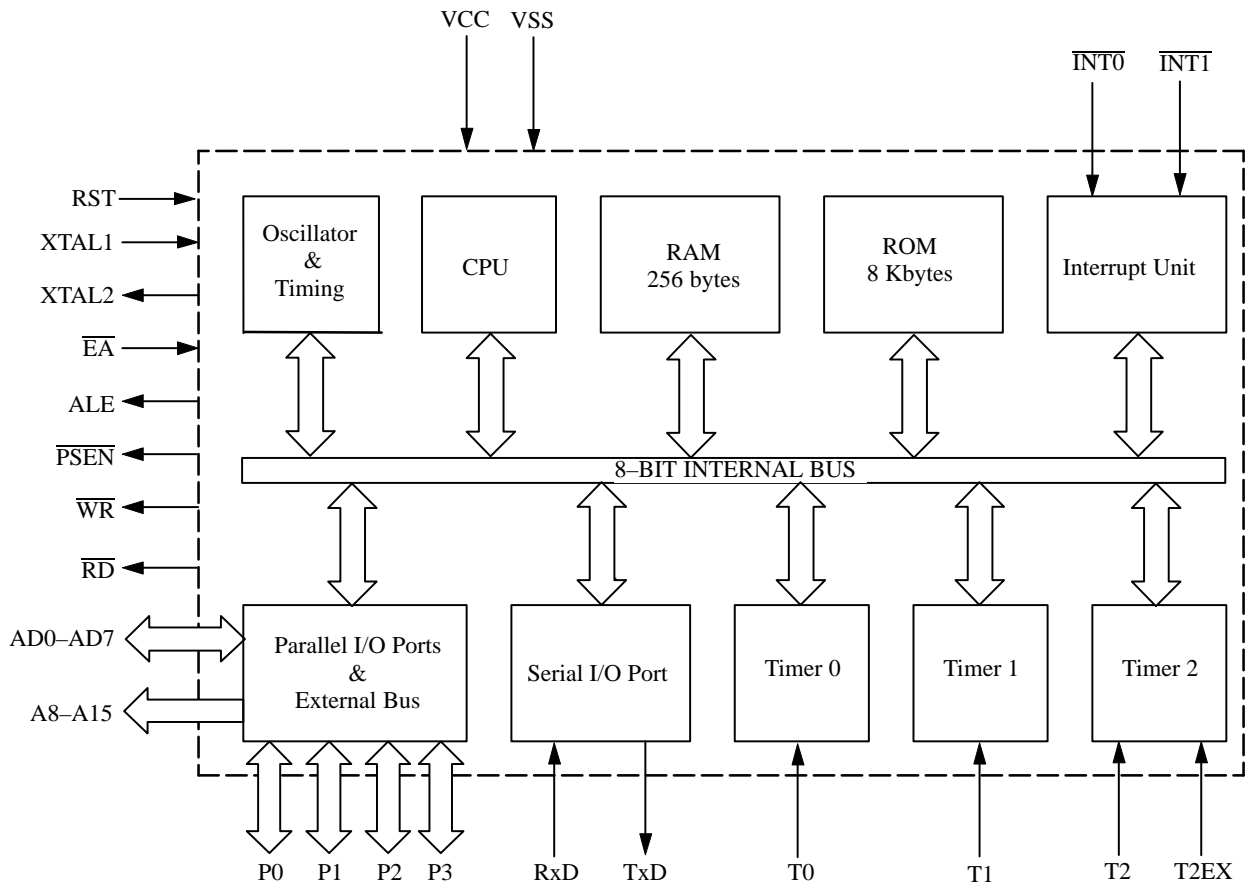 VCC VSS
INT0 INT1
RST
XTAL1
XTAL2
EA
ALE
PSEN
WR
RD
AD0–AD7
A8–A15
Oscillator
&
Timing
CPU
RAM
256 bytes
ROM
8 Kbytes
Interrupt Unit
8–BIT INTERNAL BUS
Parallel I/O Ports
&
External Bus
Serial I/O Port
Timer 0
Timer 1
Timer 2
P0 P1 P2 P3 RxD TxD T0 T1 T2 T2EX